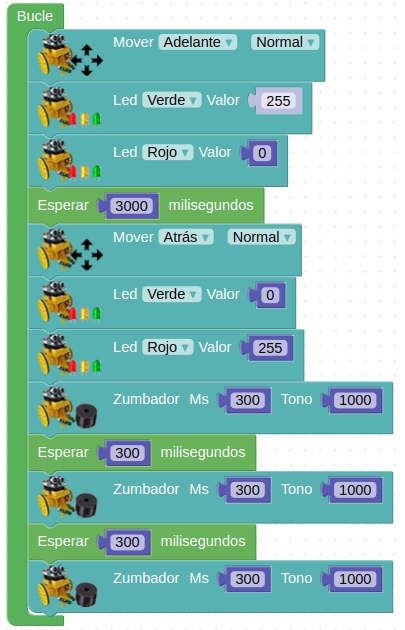 Bucle
Mover Adelante Normal
Led Verde Valor 255
Led Rojo Valor 0
Esperar 3000 milisegundos
Mover Atrás Normal
Led Verde Valor 0
Led Rojo Valor 255
Zumbador Ms 300 Tono 1000
Esperar 300 milisegundos
Zumbador Ms 300 Tono 1000
Esperar 300 milisegundos
Zumbador Ms 300 Tono 1000